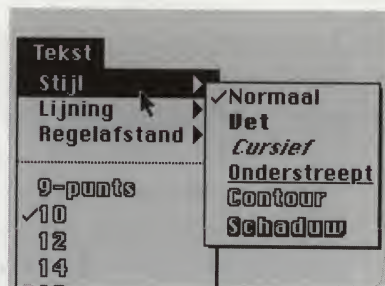 Tekst
Stijl
Lijning
Regelafstand
9-punts
✓10
12
14
✓Normaal
Vet
Cursief
Onderstreept
Contour
Schaduw